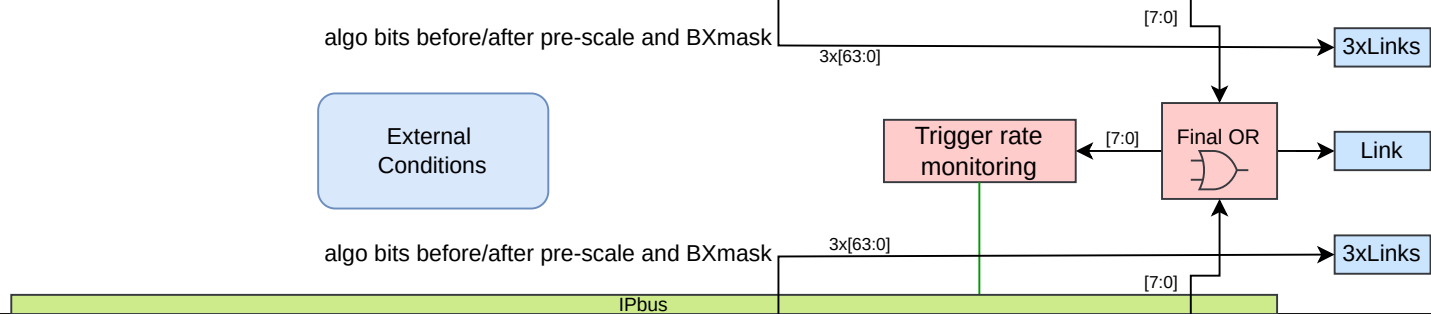 [7:0]
algo bits before/after pre-scale and BXmask
3x[63:0]
3xLinks
External
Conditions
Trigger rate
monitoring
[7:0]
Final OR
Link
algo bits before/after pre-scale and BXmask
3x[63:0]
3xLinks
[7:0]
IPbus